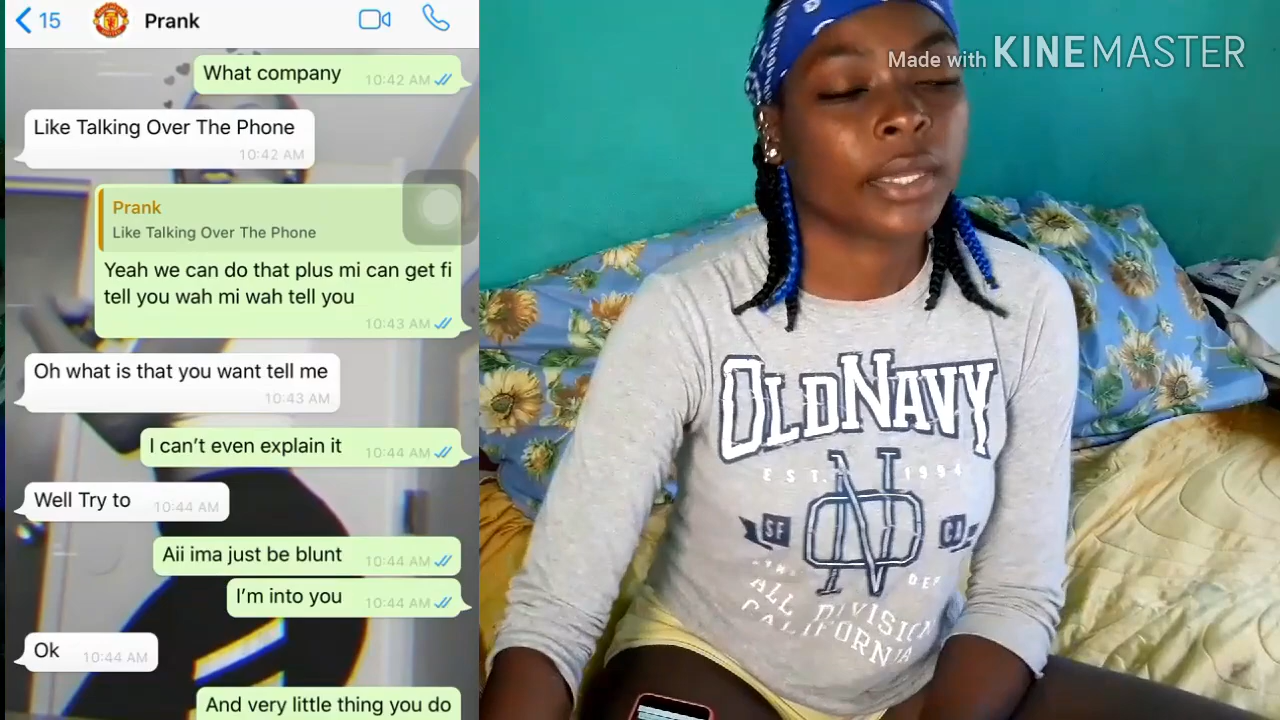 15
Prank
What company 10:42 AM
Like Talking Over The Phone
10:42 AM
Prank
Like Talking Over The Phone
Yeah we can do that plus mi can get fi
tell you wah mi wah tell you
10:43 AM
Oh what is that you want tell me
10:43 AM
I can’t even explain it 10:44 AM
Well Try to 10:44 AM
Aii ima just be blunt 10:44 AM
I’m into you 10:44 AM
Ok 10:44 AM
And very little thing you do
Made with KINEMASTER
OLD NAVY
EST. 1994
SF CD
ALL DIVISION
CALIFORNIA